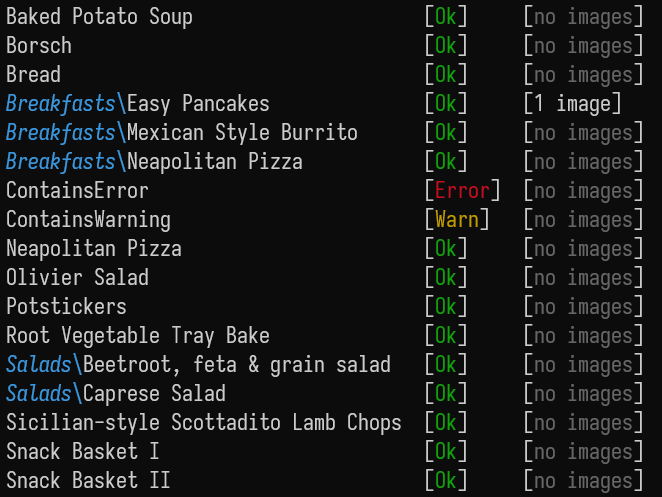 Baked Potato Soup [Ok] [no images]
Borsch [Ok] [no images]
Bread [Ok] [no images]
Breakfasts\Easy Pancakes [Ok] [1 image]
Breakfasts\Mexican Style Burrito [Ok] [no images]
Breakfasts\Neapolitan Pizza [Ok] [no images]
ContainsError [Error] [no images]
ContainsWarning [Warn] [no images]
Neapolitan Pizza [Ok] [no images]
Olivier Salad [Ok] [no images]
Potstickers [Ok] [no images]
Root Vegetable Tray Bake [Ok] [no images]
Salads\Beetroot, feta & grain salad [Ok] [no images]
Salads\Caprese Salad [Ok] [no images]
Sicilian-style Scottadito Lamb Chops [Ok] [no images]
Snack Basket I [Ok] [no images]
Snack Basket II [Ok] [no images]